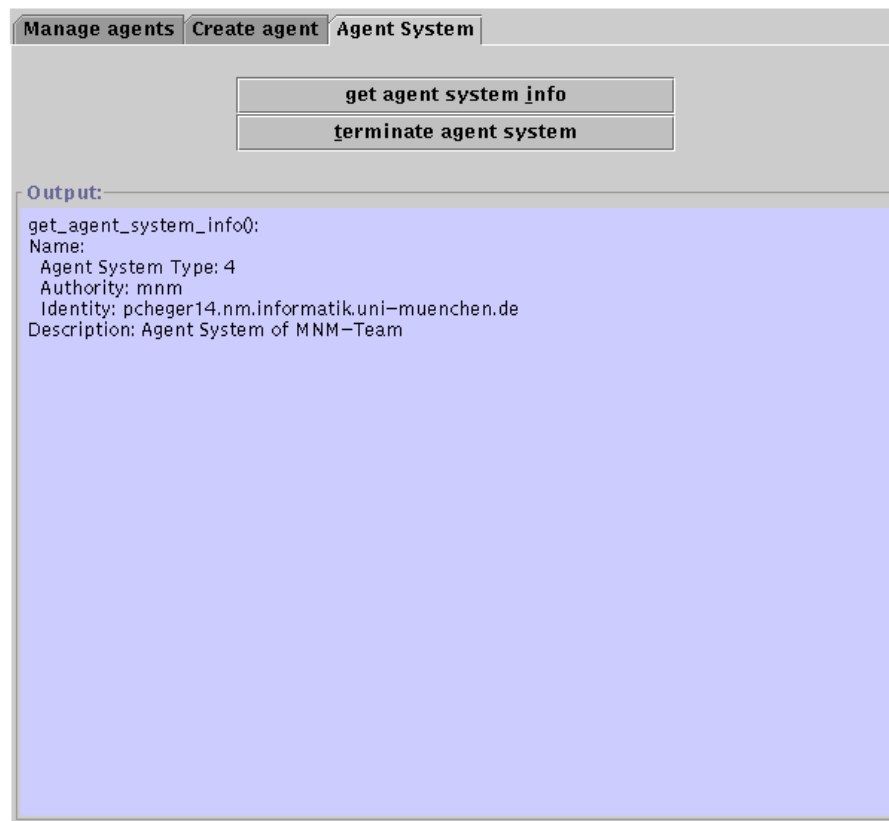 Manage agents Create agent Agent System
get agent system info
terminate agent system
Output:
get_agent_system_info():
Name:
Agent System Type: 4
Authority: mnm
Identity: pcheger14.nm.informatik.uni-muenchen.de
Description: Agent System of MNM-Team